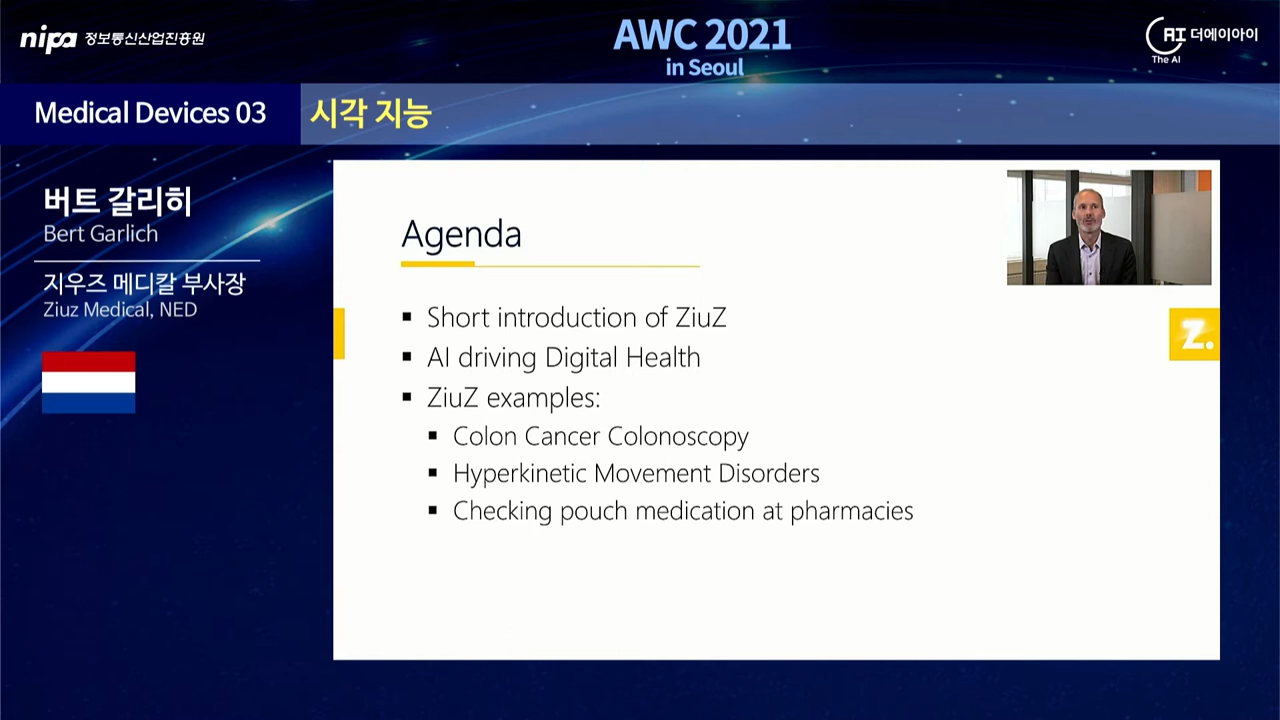 nipa 정보통신산업진흥원
AWC 2021
in Seoul
AI 더에이아이
The AI
Medical Devices 03
시각 지능
버트 갈리히
Bert Garlich
지우즈 메디칼 부사장
Ziuz Medical, NED
Agenda
Short introduction of ZiuZ
AI driving Digital Health
ZiuZ examples:
Colon Cancer Colonoscopy
Hyperkinetic Movement Disorders
Checking pouch medication at pharmacies
Z.